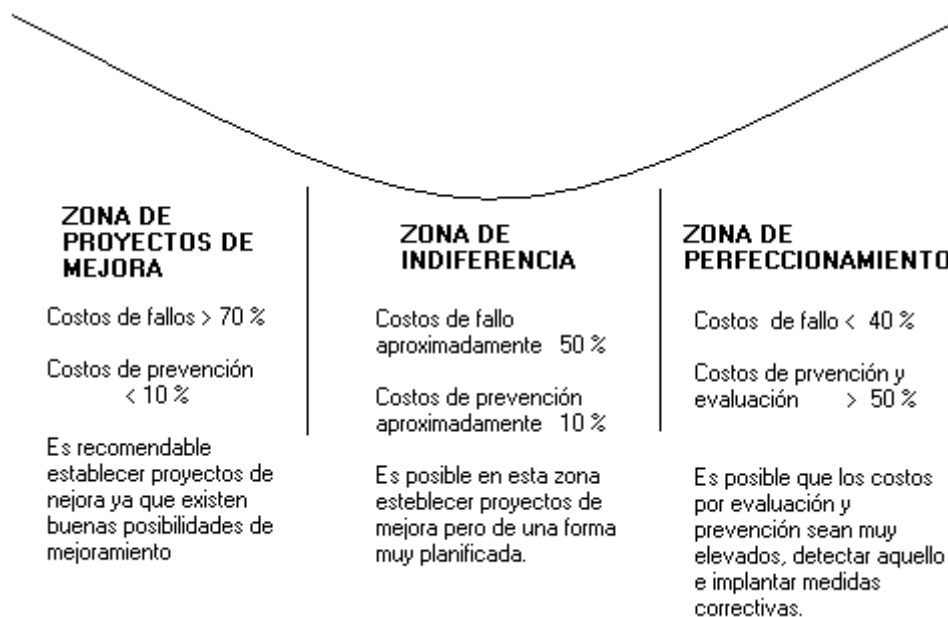 ZONA DE
PROYECTOS DE
MEJORA
Costos de fallos > 70 %
Costos de prevención
< 10 %
Es recomendable
establecer proyectos de
nejora ya que existen
buenas posibilidades de
mejoramiento
ZONA DE
INDIFERENCIA
Costos de fallo
aproximadamente 50 %
Costos de prevención
aproximadamente 10 %
Es posible en esta zona
esteblecer proyectos de
mejora pero de una forma
muy planificada.
ZONA DE
PERFECCIONAMIENTO
Costos de fallo < 40 %
Costos de prvención y
evaluación > 50 %
Es posible que los costos
por evaluación y
prevención sean muy
elevados, detectar aquello
e implantar medidas
correctivas.